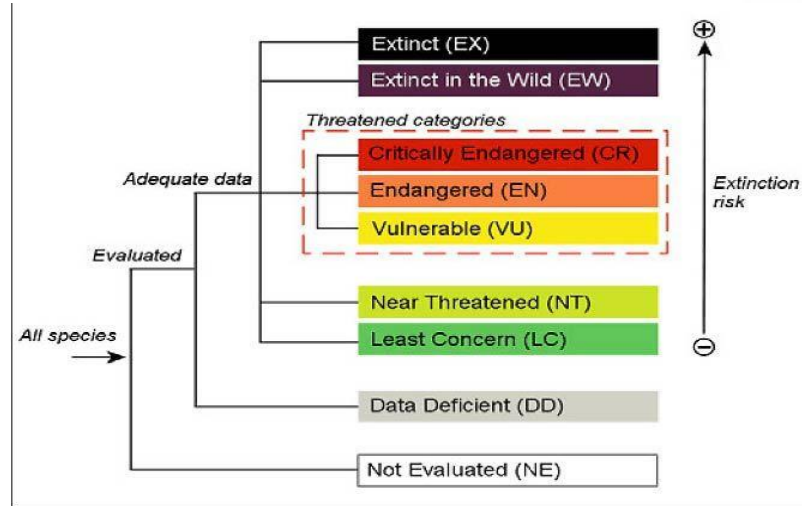 Extinct (EX)
Extinct in the Wild (EW)
Threatened categories
Critically Endangered (CR)
Adequate data
Endangered (EN)
Extinction
risk
Vulnerable (VU)
Evaluated
Near Threatened (NT)
All species
Least Concern (LC)
Data Deficient (DD)
Not Evaluated (NE)